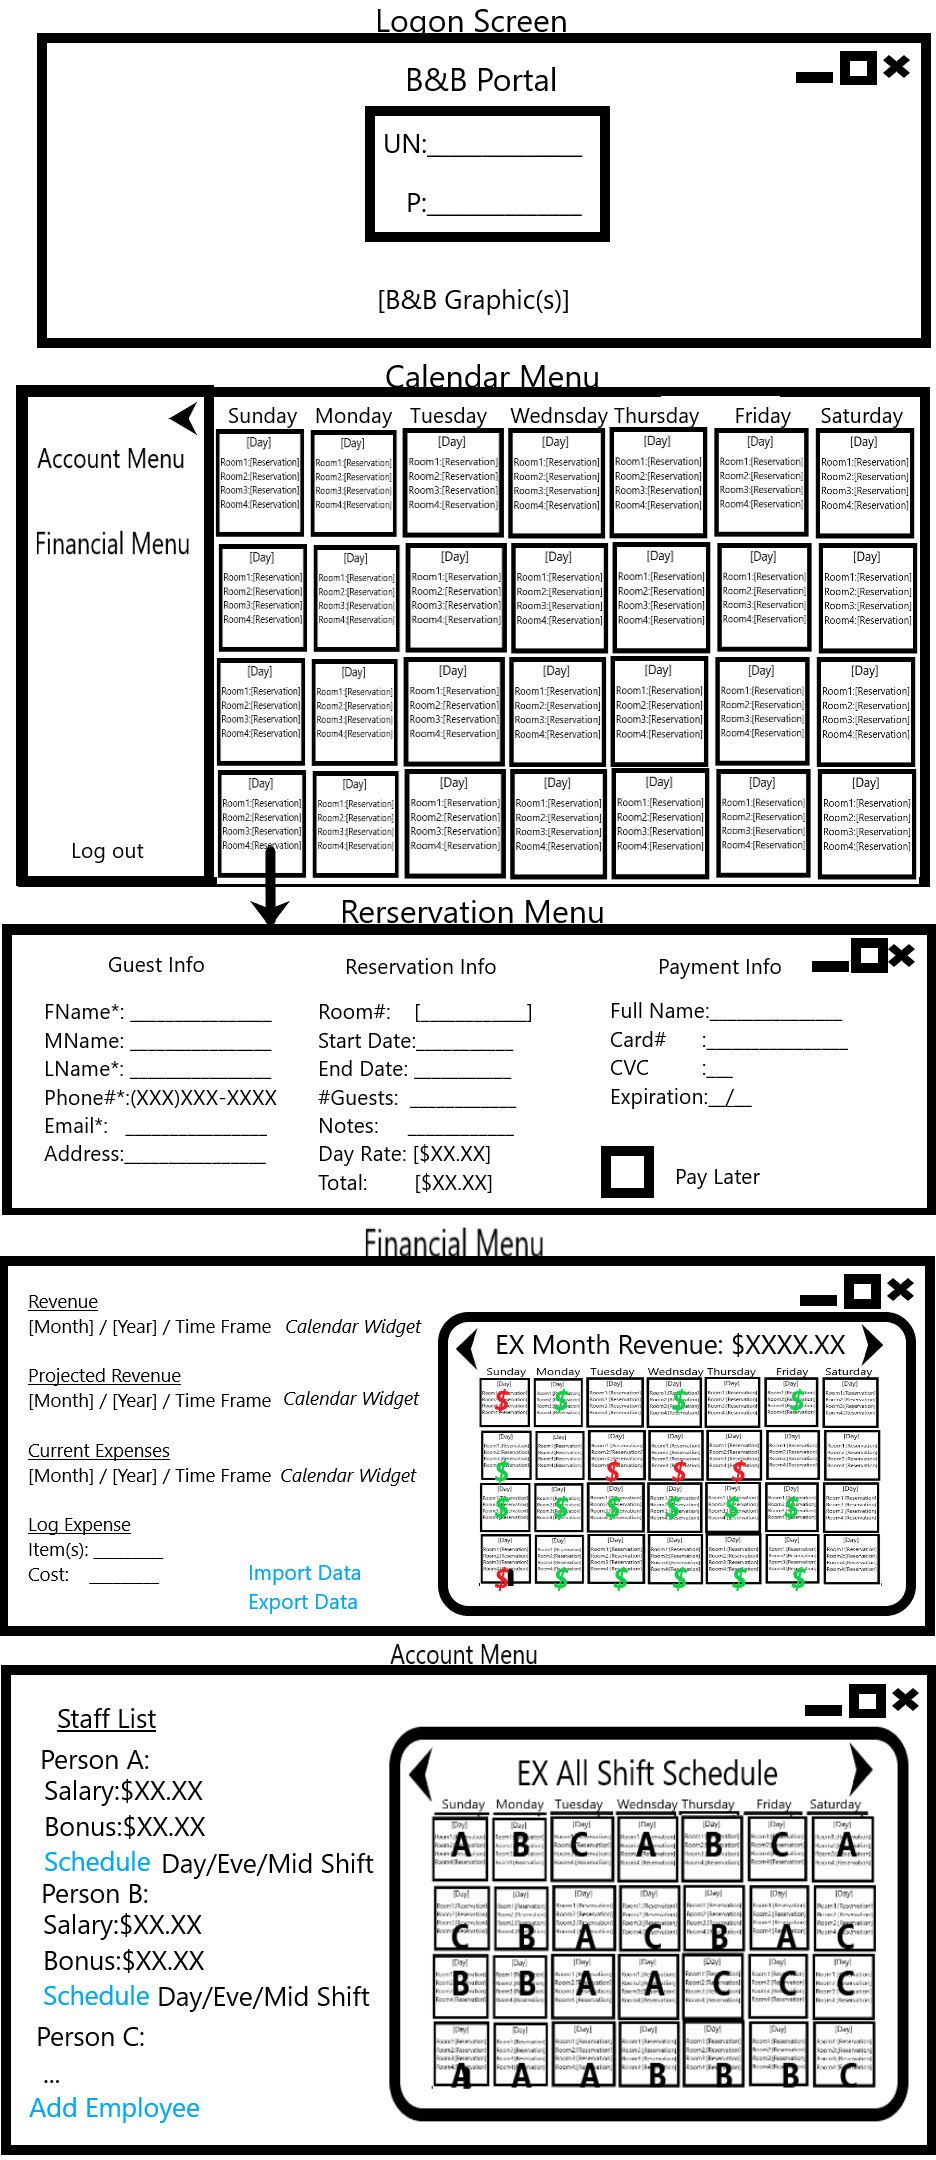 Logon Screen
B&B Portal
UN:______________
P:______________
[B&B Graphic(s)]
Calendar Menu
Account Menu
Financial Menu
Log out
Sunday Monday Tuesday Wednsday Thursday Friday Saturday
[Day] [Day] [Day] [Day] [Day] [Day] [Day]
Room1:[Reservation] Room1:[Reservation] Room1:[Reservation] Room1:[Reservation] Room1:[Reservation] Room1:[Reservation] Room1:[Reservation]
Room2:[Reservation] Room2:[Reservation] Room2:[Reservation] Room2:[Reservation] Room2:[Reservation] Room2:[Reservation] Room2:[Reservation]
Room3:[Reservation] Room3:[Reservation] Room3:[Reservation] Room3:[Reservation] Room3:[Reservation] Room3:[Reservation] Room3:[Reservation]
Room4:[Reservation] Room4:[Reservation] Room4:[Reservation] Room4:[Reservation] Room4:[Reservation] Room4:[Reservation] Room4:[Reservation]
[Day] [Day] [Day] [Day] [Day] [Day] [Day]
Room1:[Reservation] Room1:[Reservation] Room1:[Reservation] Room1:[Reservation] Room1:[Reservation] Room1:[Reservation] Room1:[Reservation]
Room2:[Reservation] Room2:[Reservation] Room2:[Reservation] Room2:[Reservation] Room2:[Reservation] Room2:[Reservation] Room2:[Reservation]
Room3:[Reservation] Room3:[Reservation] Room3:[Reservation] Room3:[Reservation] Room3:[Reservation] Room3:[Reservation] Room3:[Reservation]
Room4:[Reservation] Room4:[Reservation] Room4:[Reservation] Room4:[Reservation] Room4:[Reservation] Room4:[Reservation] Room4:[Reservation]
[Day] [Day] [Day] [Day] [Day] [Day] [Day]
Room1:[Reservation] Room1:[Reservation] Room1:[Reservation] Room1:[Reservation] Room1:[Reservation] Room1:[Reservation] Room1:[Reservation]
Room2:[Reservation] Room2:[Reservation] Room2:[Reservation] Room2:[Reservation] Room2:[Reservation] Room2:[Reservation] Room2:[Reservation]
Room3:[Reservation] Room3:[Reservation] Room3:[Reservation] Room3:[Reservation] Room3:[Reservation] Room3:[Reservation] Room3:[Reservation]
Room4:[Reservation] Room4:[Reservation] Room4:[Reservation] Room4:[Reservation] Room4:[Reservation] Room4:[Reservation] Room4:[Reservation]
[Day] [Day] [Day] [Day] [Day] [Day] [Day]
Room1:[Reservation] Room1:[Reservation] Room1:[Reservation] Room1:[Reservation] Room1:[Reservation] Room1:[Reservation] Room1:[Reservation]
Room2:[Reservation] Room2:[Reservation] Room2:[Reservation] Room2:[Reservation] Room2:[Reservation] Room2:[Reservation] Room2:[Reservation]
Room3:[Reservation] Room3:[Reservation] Room3:[Reservation] Room3:[Reservation] Room3:[Reservation] Room3:[Reservation] Room3:[Reservation]
Room4:[Reservation] Room4:[Reservation] Room4:[Reservation] Room4:[Reservation] Room4:[Reservation] Room4:[Reservation] Room4:[Reservation]
Rerservation Menu
Guest Info
FName*: _______________
MName: _______________
LName*: _______________
Phone#*:(XXX)XXX-XXXX
Email*: _______________
Address:_______________
Reservation Info
Room#: [____________]
Start Date:___________
End Date: ___________
#Guests: ____________
Notes: ____________
Day Rate: [$XX.XX]
Total: [$XX.XX]
Payment Info
Full Name:______________
Card# :_______________
CVC :___
Expiration:__/__
Pay Later
Financial Menu
Revenue
[Month] / [Year] / Time Frame Calendar Widget
Projected Revenue
[Month] / [Year] / Time Frame Calendar Widget
Current Expenses
[Month] / [Year] / Time Frame Calendar Widget
Log Expense
Item(s): ________
Cost: ________
Import Data
Export Data
EX Month Revenue: $XXXX.XX
Sunday Monday Tuesday Wednsday Thursday Friday Saturday
$ $ $ $
$ $ $ $
$ $ $ $ $ $
$ $ $ $ $ $
Account Menu
Staff List
Person A:
Salary:$XX.XX
Bonus:$XX.XX
Schedule Day/Eve/Mid Shift
Person B:
Salary:$XX.XX
Bonus:$XX.XX
Schedule Day/Eve/Mid Shift
Person C:
...
Add Employee
EX All Shift Schedule
Sunday Monday Tuesday Wednsday Thursday Friday Saturday
A B C A B C A
C B A C B A C
B B A A C C C
A A A B B B C